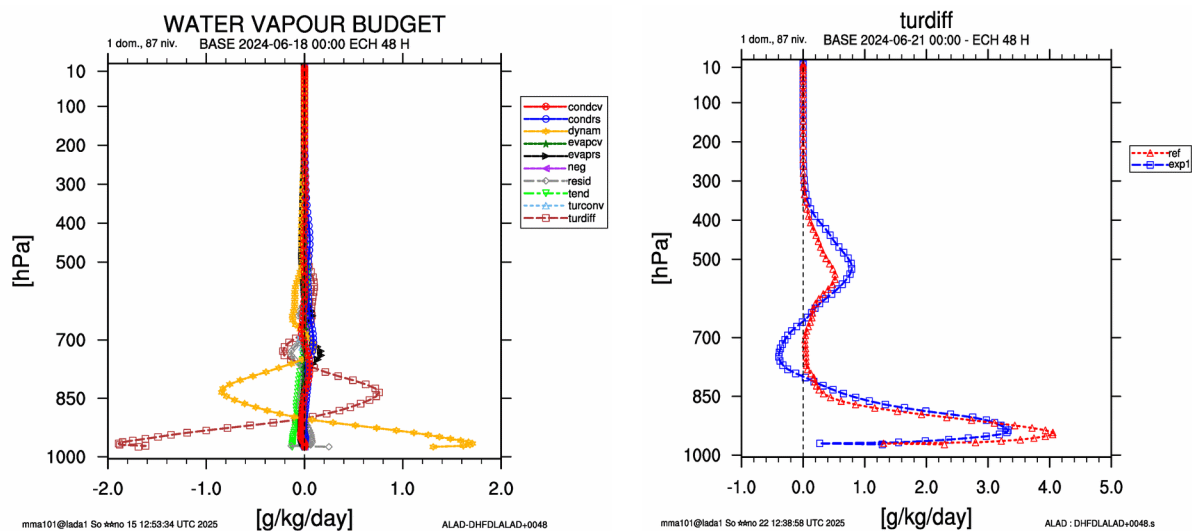 WATER VAPOUR BUDGET
1 dom., 87 niv.
BASE 2024-06-18 00:00 ECH 48 H
10
100
200
300
400
500
700
850
1000
[hPa]
-2.0
-1.0
0.0
1.0
2.0
[g/kg/day]
condcv
condrs
dynam
evapcv
evaprs
neg
resid
tend
turconv
turdiff
mma101@lada1 So 15 12:53:34 UTC 2025
ALAD-DHFDLALAD+0048
turdiff
1 dom., 87 niv.
BASE 2024-06-21 00:00 - ECH 48 H
10
100
200
300
400
500
700
850
1000
[hPa]
-1.0
0.0
1.0
2.0
3.0
4.0
5.0
[g/kg/day]
ref
exp1
mma101@lada1 So 22 12:38:58 UTC 2025
ALAD : DHFDLALAD+0048.s